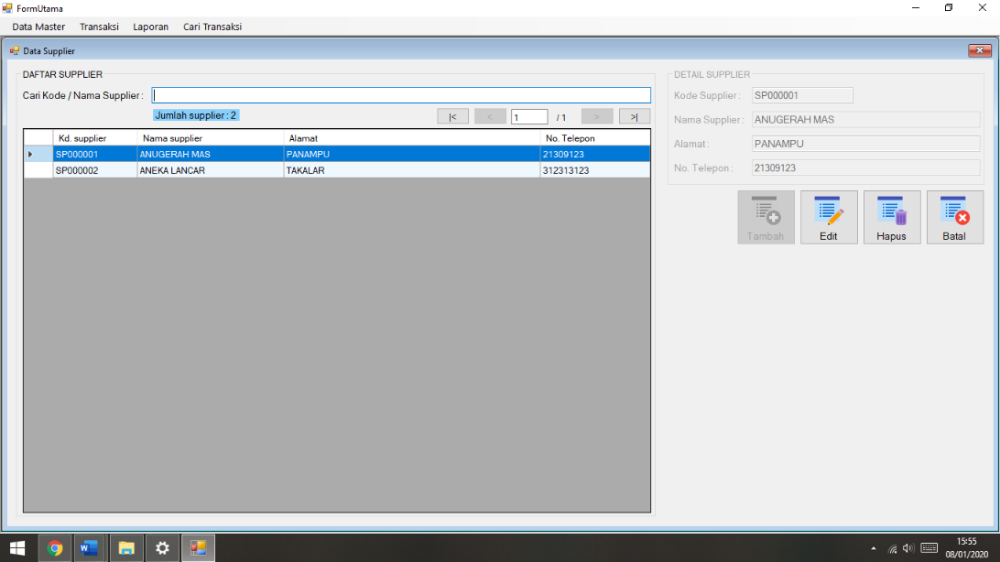 FormUtama
Data Master Transaksi Laporan Cari Transaksi
Data Supplier
DAFTAR SUPPLIER
Cari Kode / Nama Supplier :
Jumlah supplier : 2
|< < 1 / 1 > >|
Kd. supplier Nama supplier Alamat No. Telepon
SP000001 ANUGERAH MAS PANAMPU 21309123
SP000002 ANEKA LANCAR TAKALAR 312313123
DETAIL SUPPLIER
Kode Supplier : SP000001
Nama Supplier : ANUGERAH MAS
Alamat : PANAMPU
No. Telepon : 21309123
Tambah Edit Hapus Batal
15:55
08/01/2020